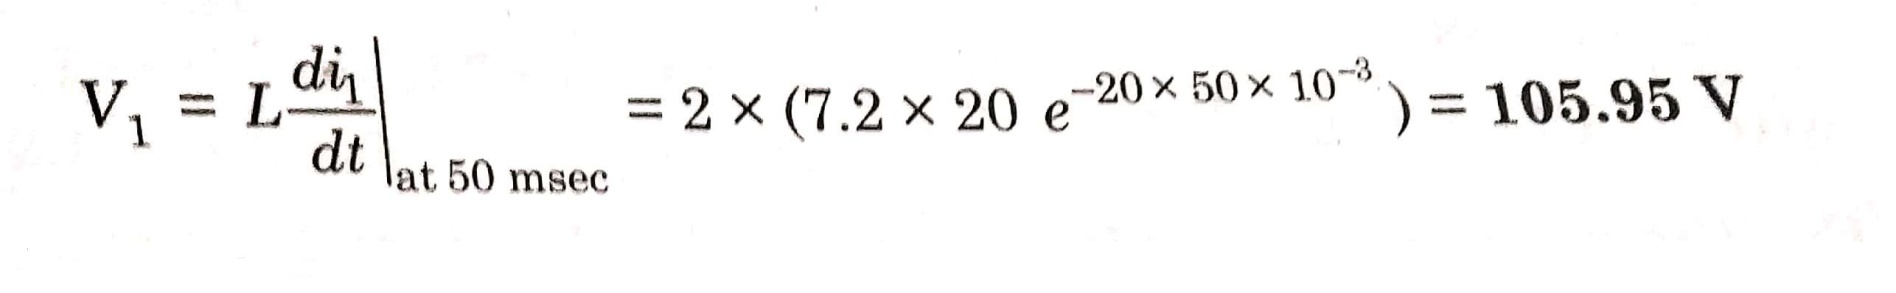 V₁ = L di₁/dt |at 50 msec = 2 × (7.2 × 20 e^(−20 × 50 × 10^(−3))) = 105.95 V